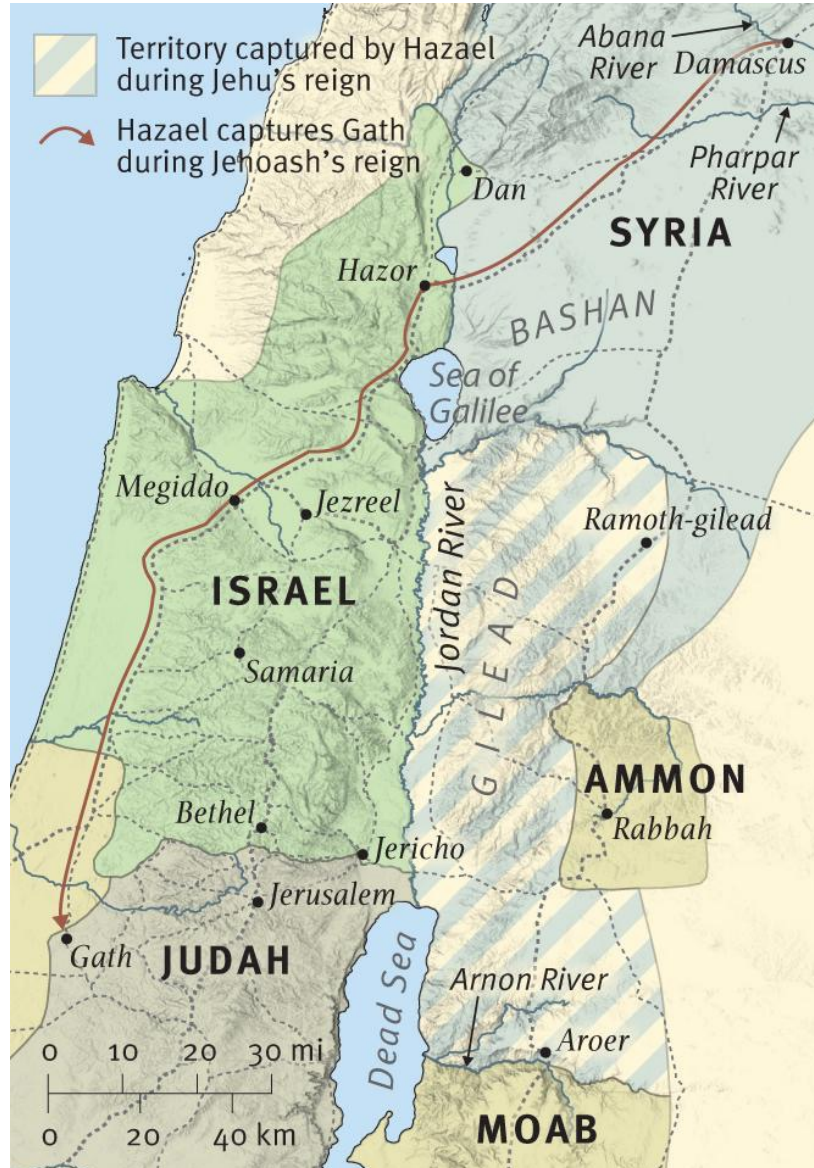 Territory captured by Hazael
during Jehu's reign
Hazael captures Gath
during Jehoash's reign
Abana
River
Damascus
Pharpar
River
Dan
SYRIA
Hazor
BASHAN
Sea of
Galilee
Megiddo
Jezreel
Ramoth-gilead
Jordan River
ISRAEL
GILEAD
Samaria
AMMON
Bethel
Rabbah
Jericho
Jerusalem
Gath
JUDAH
Dead Sea
Arnon River
Aroer
0 10 20 30 mi
0 20 40 km
MOAB